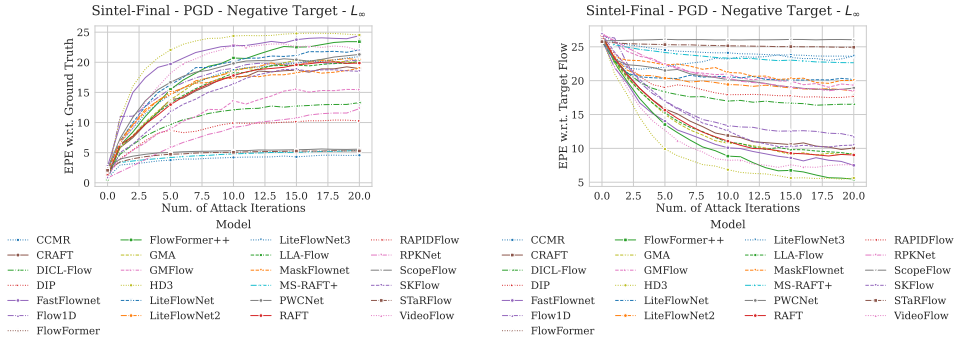 Sintel-Final - PGD - Negative Target - L∞
EPE w.r.t. Ground Truth
25
20
15
10
5
0
0.0 2.5 5.0 7.5 10.0 12.5 15.0 17.5 20.0
Num. of Attack Iterations
Model
CCMR FlowFormer++ LiteFlowNet3 RAPIDFlow
CRAFT GMA LLA-Flow RPKNet
DICL-Flow GMFlow MaskFlownet ScopeFlow
DIP HD3 MS-RAFT+ SKFlow
FastFlownet LiteFlowNet PWCNet STaRFlow
Flow1D LiteFlowNet2 RAFT VideoFlow
FlowFormer
Sintel-Final - PGD - Negative Target - L∞
EPE w.r.t. Target Flow
25
20
15
10
5
0.0 2.5 5.0 7.5 10.0 12.5 15.0 17.5 20.0
Num. of Attack Iterations
Model
CCMR FlowFormer++ LiteFlowNet3 RAPIDFlow
CRAFT GMA LLA-Flow RPKNet
DICL-Flow GMFlow MaskFlownet ScopeFlow
DIP HD3 MS-RAFT+ SKFlow
FastFlownet LiteFlowNet PWCNet STaRFlow
Flow1D LiteFlowNet2 RAFT VideoFlow
FlowFormer